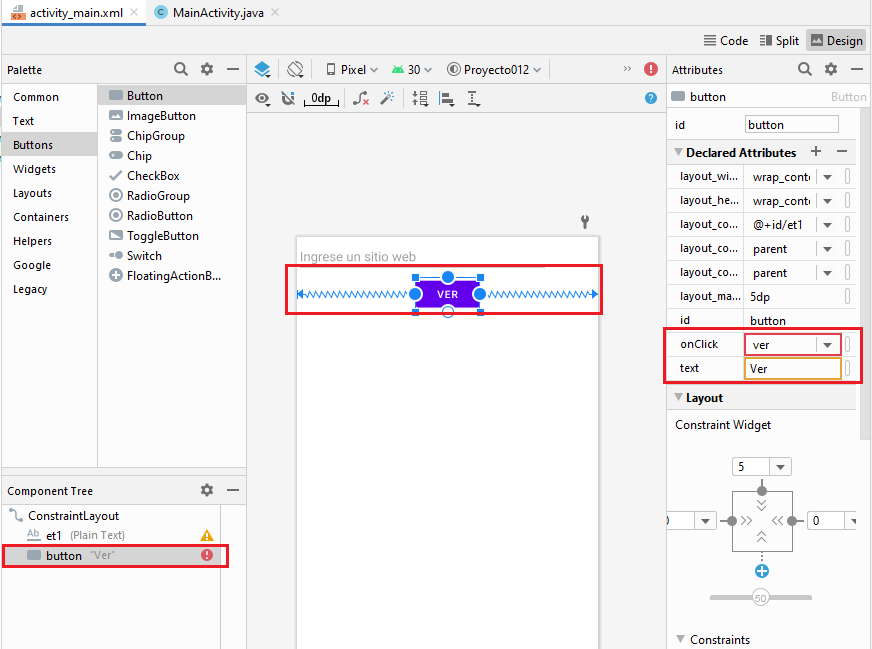 activity_main.xml
MainActivity.java
Code
Split
Design
Palette
Common
Text
Buttons
Widgets
Layouts
Containers
Helpers
Google
Legacy
Button
ImageButton
ChipGroup
Chip
CheckBox
RadioGroup
RadioButton
ToggleButton
Switch
FloatingActionB...
Component Tree
ConstraintLayout
Ab et1 (Plain Text)
button "Ver"
Pixel
30
Proyecto012
0dp
Ingrese un sitio web
VER
Attributes
button Button
id button
Declared Attributes
layout_wi... wrap_conte
layout_he... wrap_conte
layout_co... @+id/et1
layout_co... parent
layout_co... parent
layout_ma... 5dp
id button
onClick ver
text Ver
Layout
Constraint Widget
5
0
50
Constraints